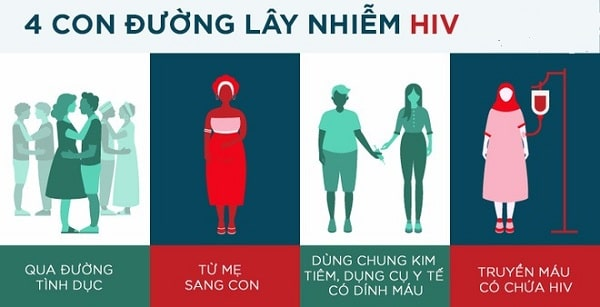 4 CON ĐƯỜNG LÂY NHIỄM HIV
QUA ĐƯỜNG
TÌNH DỤC
TỪ MẸ
SANG CON
DÙNG CHUNG KIM
TIÊM, DỤNG CỤ Y TẾ
CÓ DÍNH MÁU
TRUYỀN MÁU
CÓ CHỨA HIV